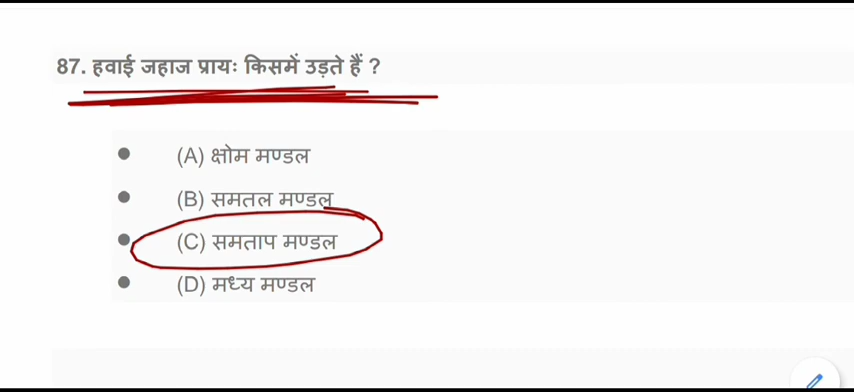 87. हवाई जहाज प्रायः किसमें उड़ते हैं ?
(A) क्षोम मण्डल
(B) समतल मण्डल
(C) समताप मण्डल
(D) मध्य मण्डल